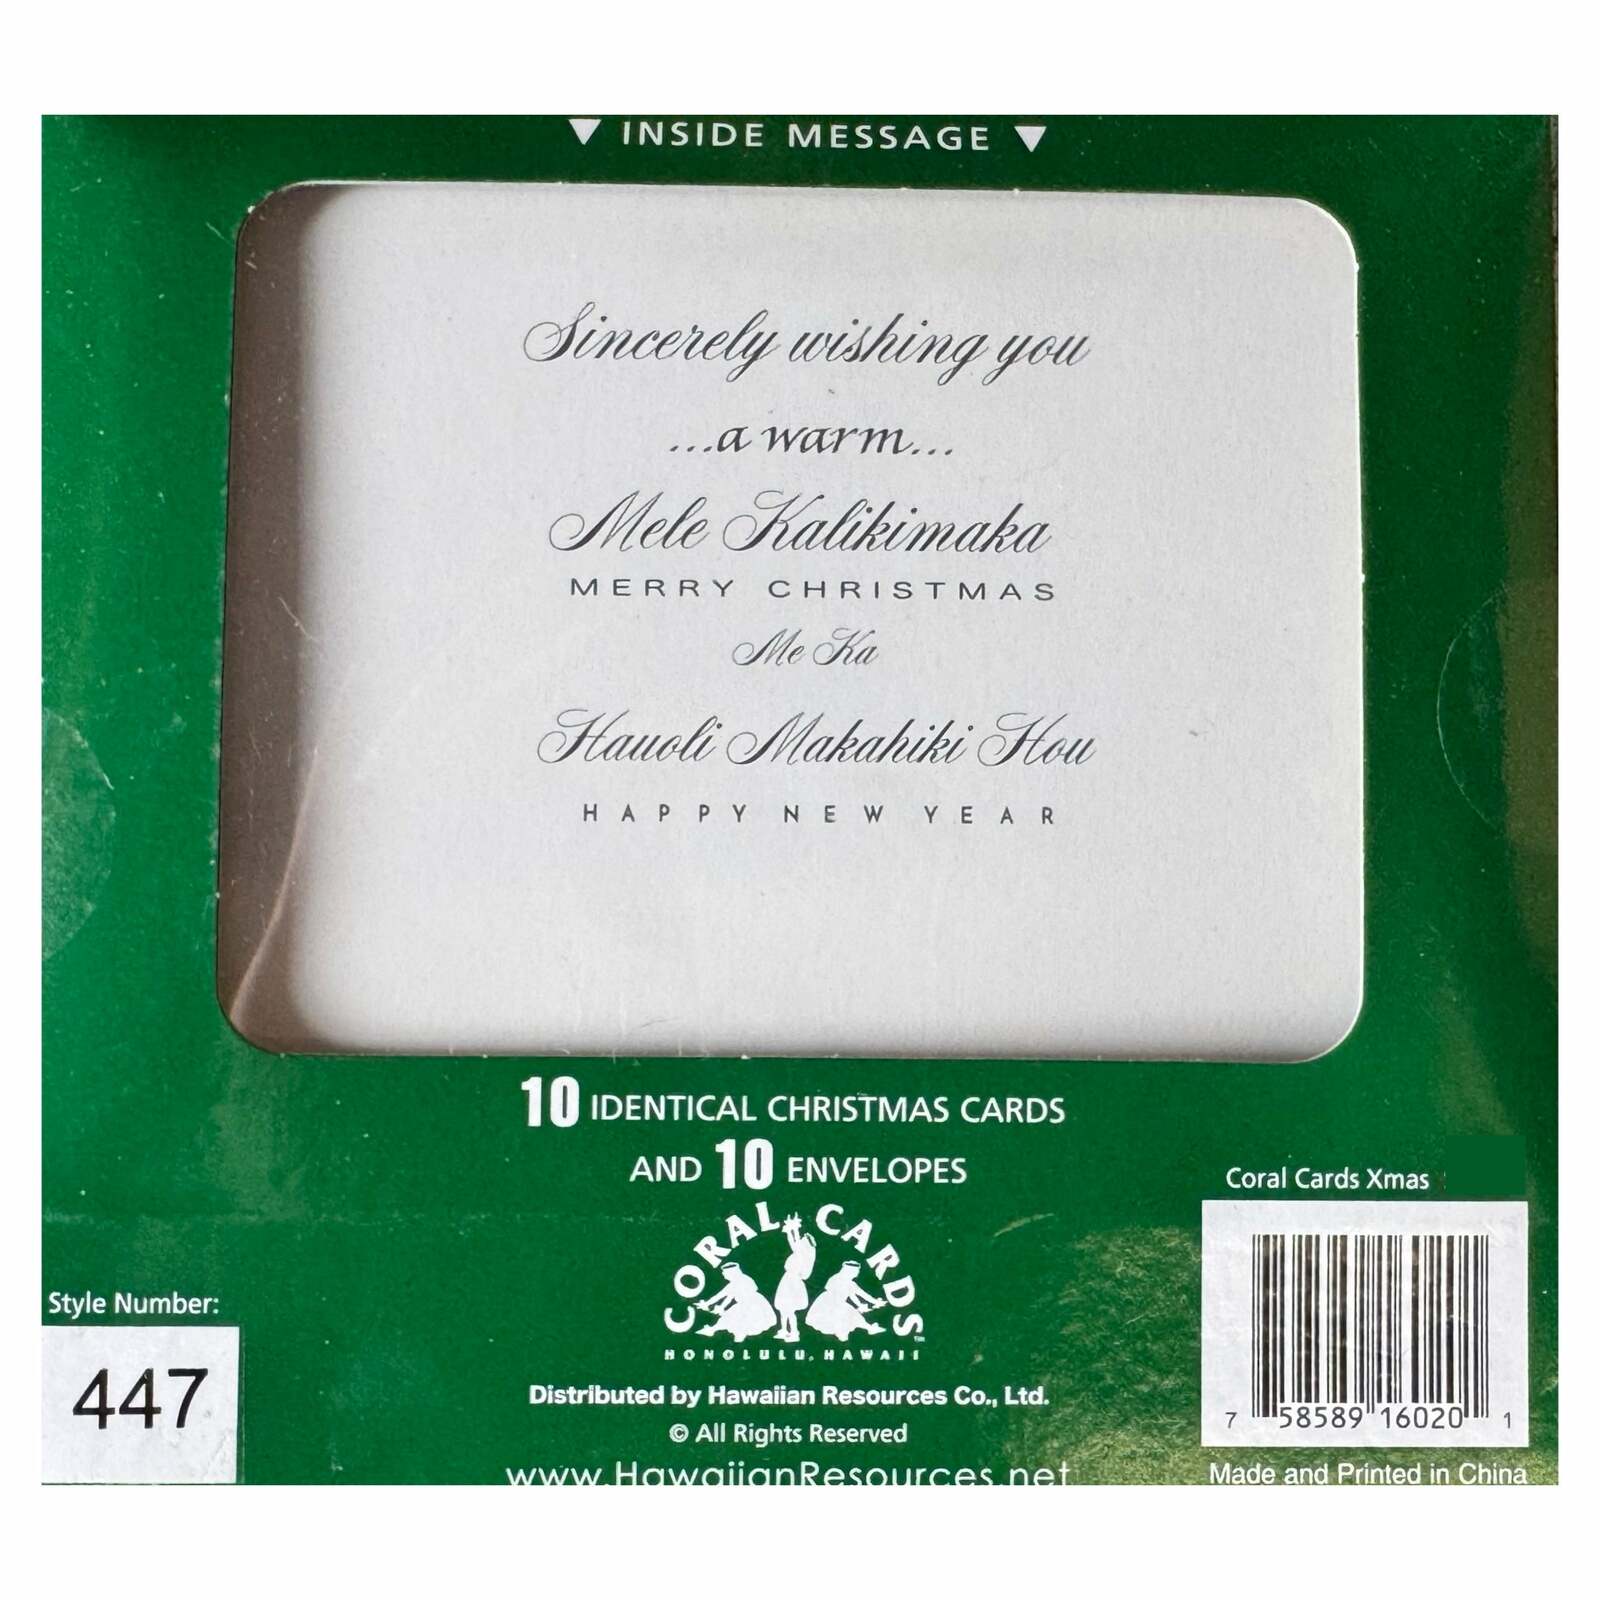 ▼ INSIDE MESSAGE ▼
Sincerely wishing you
...a warm...
Mele Kalikimaka
MERRY CHRISTMAS
Me Ka
Hauoli Makahiki Hou
HAPPY NEW YEAR
10 IDENTICAL CHRISTMAS CARDS
AND 10 ENVELOPES
CORAL CARDS™
HONOLULU, HAWAII
Distributed by Hawaiian Resources Co., Ltd.
© All Rights Reserved
www.HawaiianResources.net
Style Number:
447
Coral Cards Xmas
7 58589 16020 1
Made and Printed in China